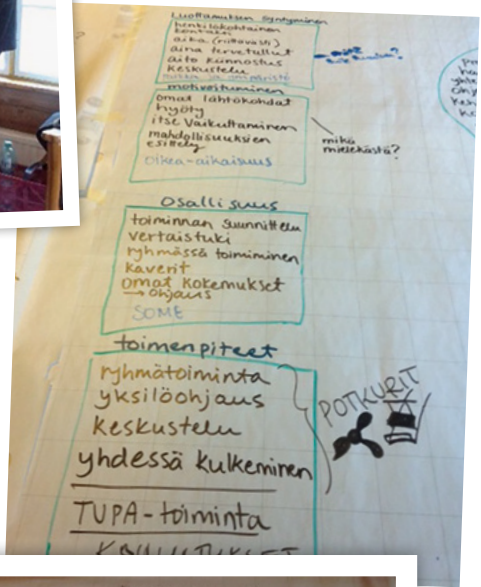 Luottamuksen syntyminen
henkilökohtainen
kontakti
aika (riittävästi)
aina tervetullut
aito kiinnostus
keskustelu
motivoituminen
omat lähtökohdat
hyöty
itse vaikuttaminen
mahdollisuuksien
esittely
oikea-aikaisuus
mikä
mielekästä?
Osallisuus
toiminnan suunnittelu
vertaistuki
ryhmässä toimiminen
kaverit
omat kokemukset
→ ohjaus
SOME
toimenpiteet
ryhmätoiminta
yksilöohjaus
keskustelu
yhdessä kulkeminen
POTKURIT
TUPA-toiminta